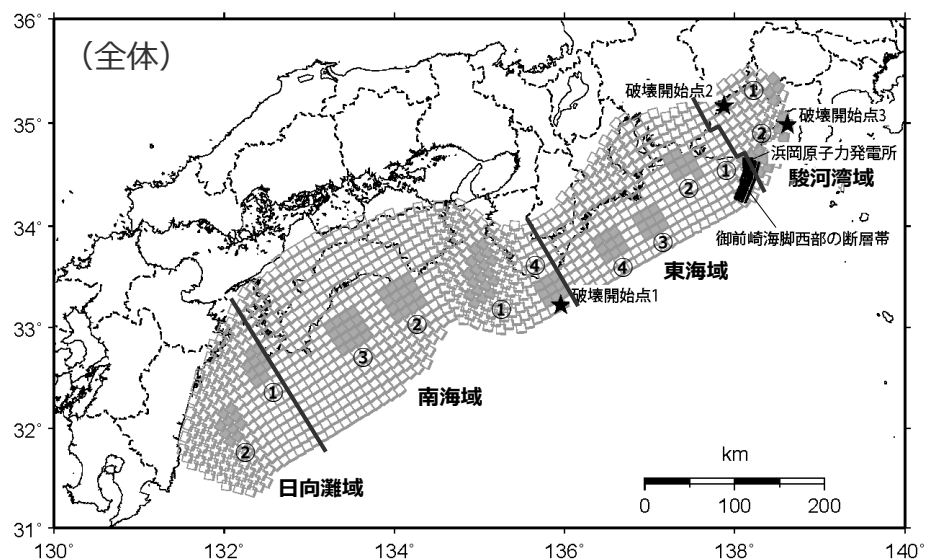 36°
(全体)
破壊開始点2
①
35°
★破壊開始点3
②
浜岡原子力発電所
②
①
駿河湾域
34°
③
御前崎海脚西部の断層帯
④
④
東海域
破壊開始点1
①
33°
②
③
①
南海域
32°
②
日向灘域
km
0 100 200
31°
130° 132° 134° 136° 138° 140°